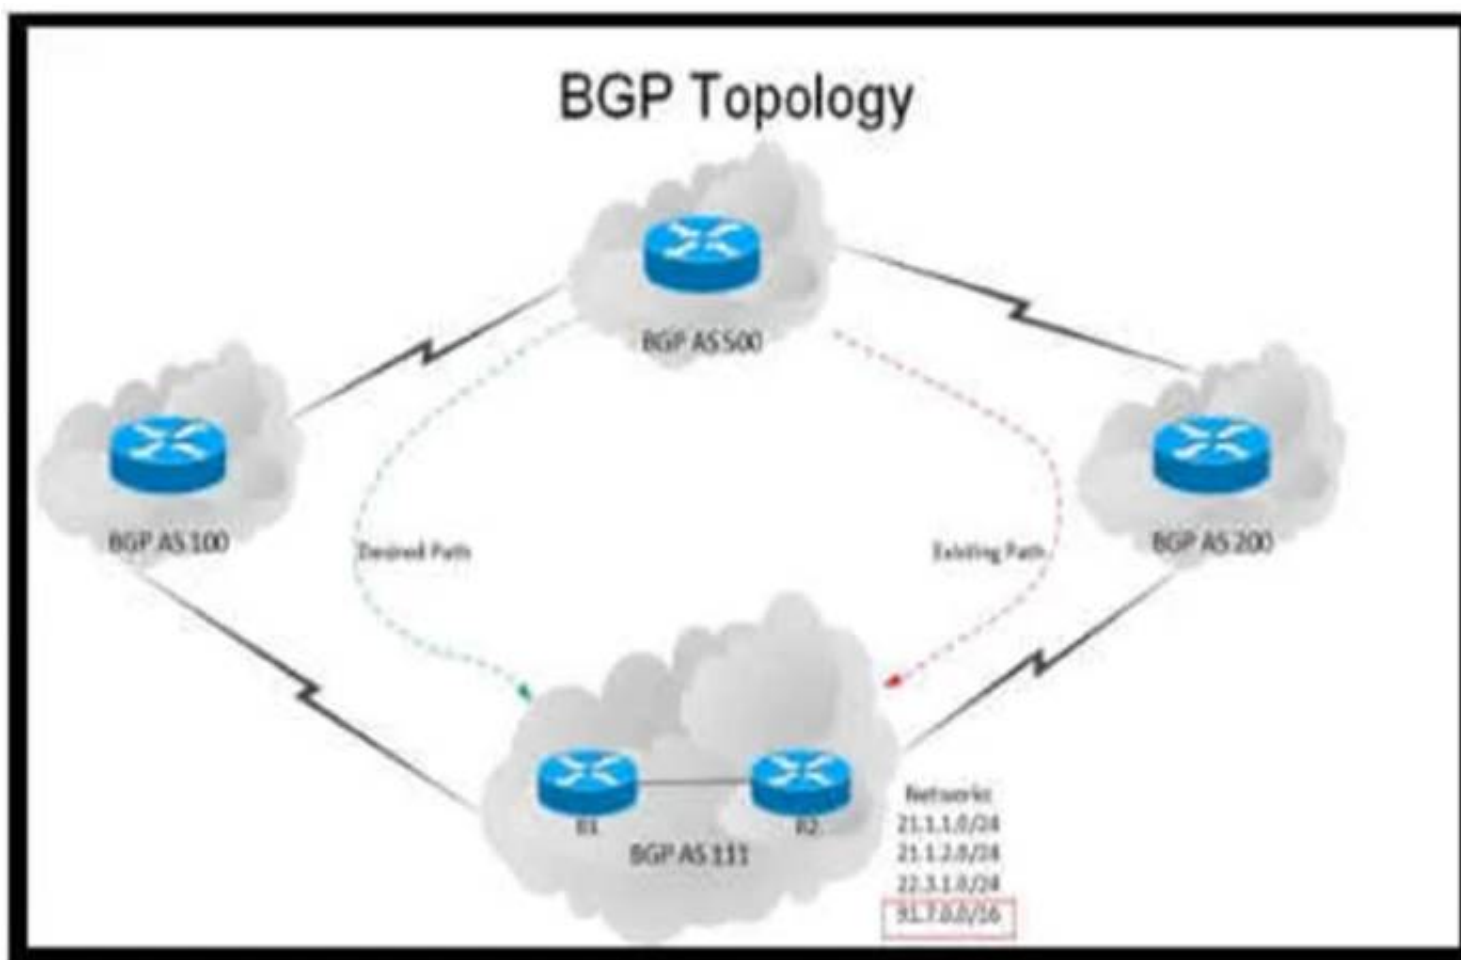 BGP Topology
BGP AS 500
BGP AS 100
Desired Path
Existing Path
BGP AS 200
R1
R2
BGP AS 111
Networks
21.1.1.0/24
21.1.2.0/24
22.3.1.0/24
91.7.0.0/16